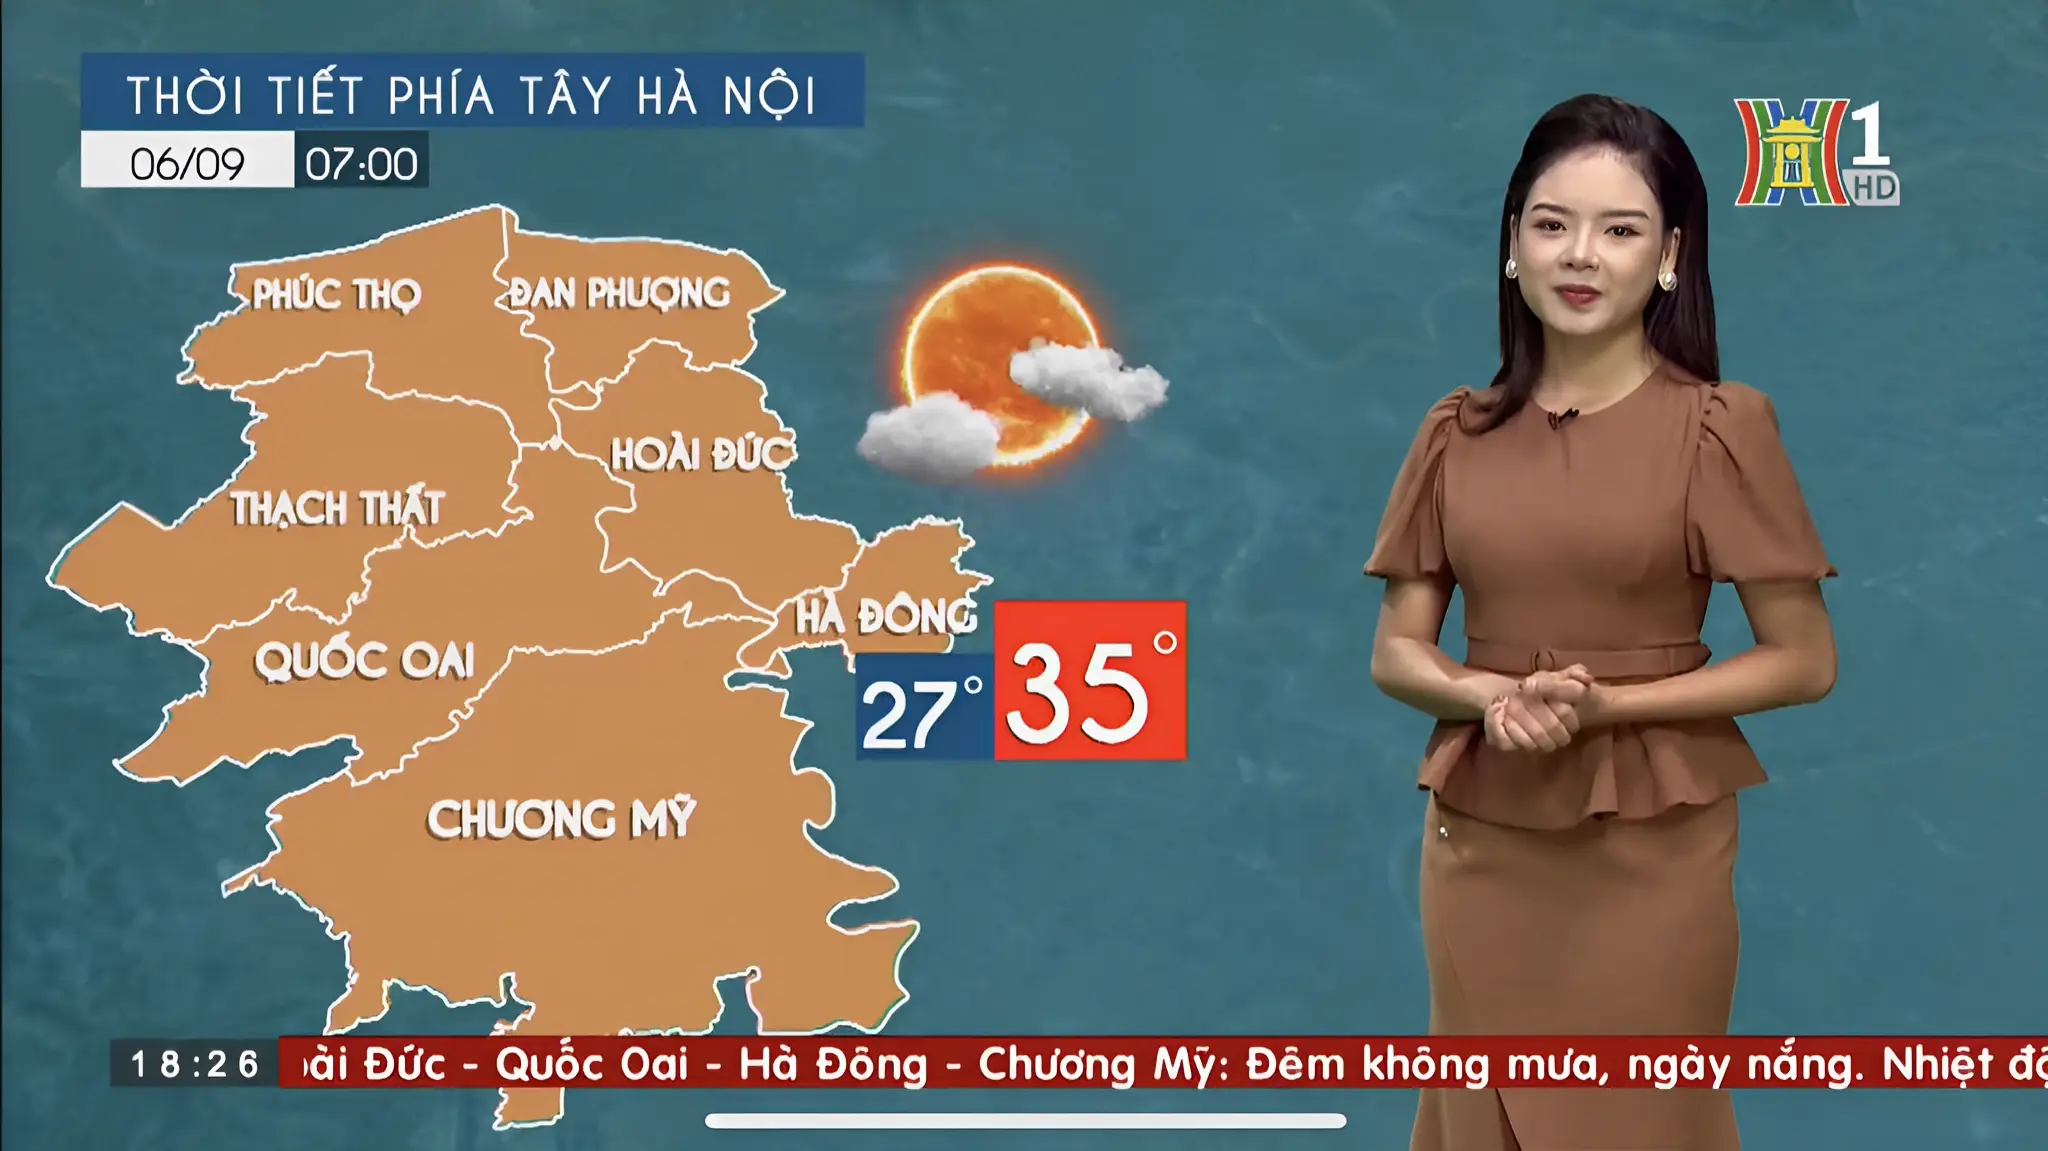 THỜI TIẾT PHÍA TÂY HÀ NỘI
06/09 07:00
1
HD
PHÚC THỌ
ĐAN PHƯỢNG
HOÀI ĐỨC
THẠCH THẤT
HÀ ĐÔNG
QUỐC OAI
27° 35°
CHƯƠNG MỸ
18:26 oài Đức - Quốc Oai - Hà Đông - Chương Mỹ: Đêm không mưa, ngày nắng. Nhiệt độ